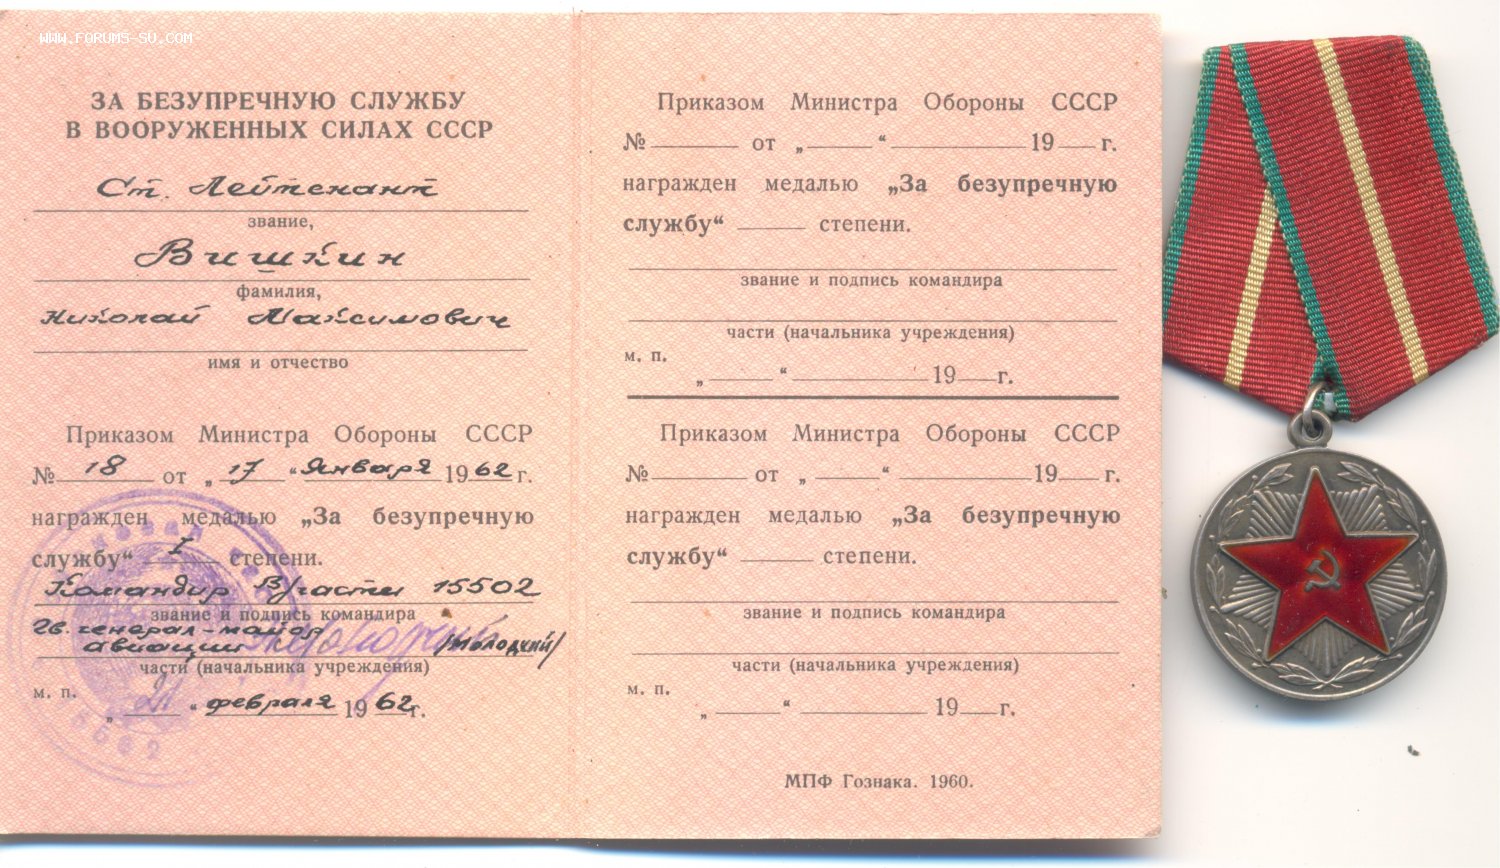 WWW.FORUMS-SU.COM
ЗА БЕЗУПРЕЧНУЮ СЛУЖБУ
В ВООРУЖЕННЫХ СИЛАХ СССР
Ст. Лейтенант
звание,
Вишкин
фамилия,
Николай Максимович
имя и отчество
Приказом Министра Обороны СССР
№ 18 от „ 17 “ Января 1962 г.
награжден медалью „За безупречную
службу“ I степени.
Командир В/части 15502
звание и подпись командира
Гв. генерал-майор
авиации /Молодций/
части (начальника учреждения)
м. п.
„ 21 “ февраля 1962 г.
Приказом Министра Обороны СССР
№ от „ “ 19 г.
награжден медалью „За безупречную
службу“ степени.
звание и подпись командира
части (начальника учреждения)
м. п.
„ “ 19 г.
Приказом Министра Обороны СССР
№ от „ “ 19 г.
награжден медалью „За безупречную
службу“ степени.
звание и подпись командира
части (начальника учреждения)
м. п.
„ “ 19 г.
МПФ Гознака. 1960.